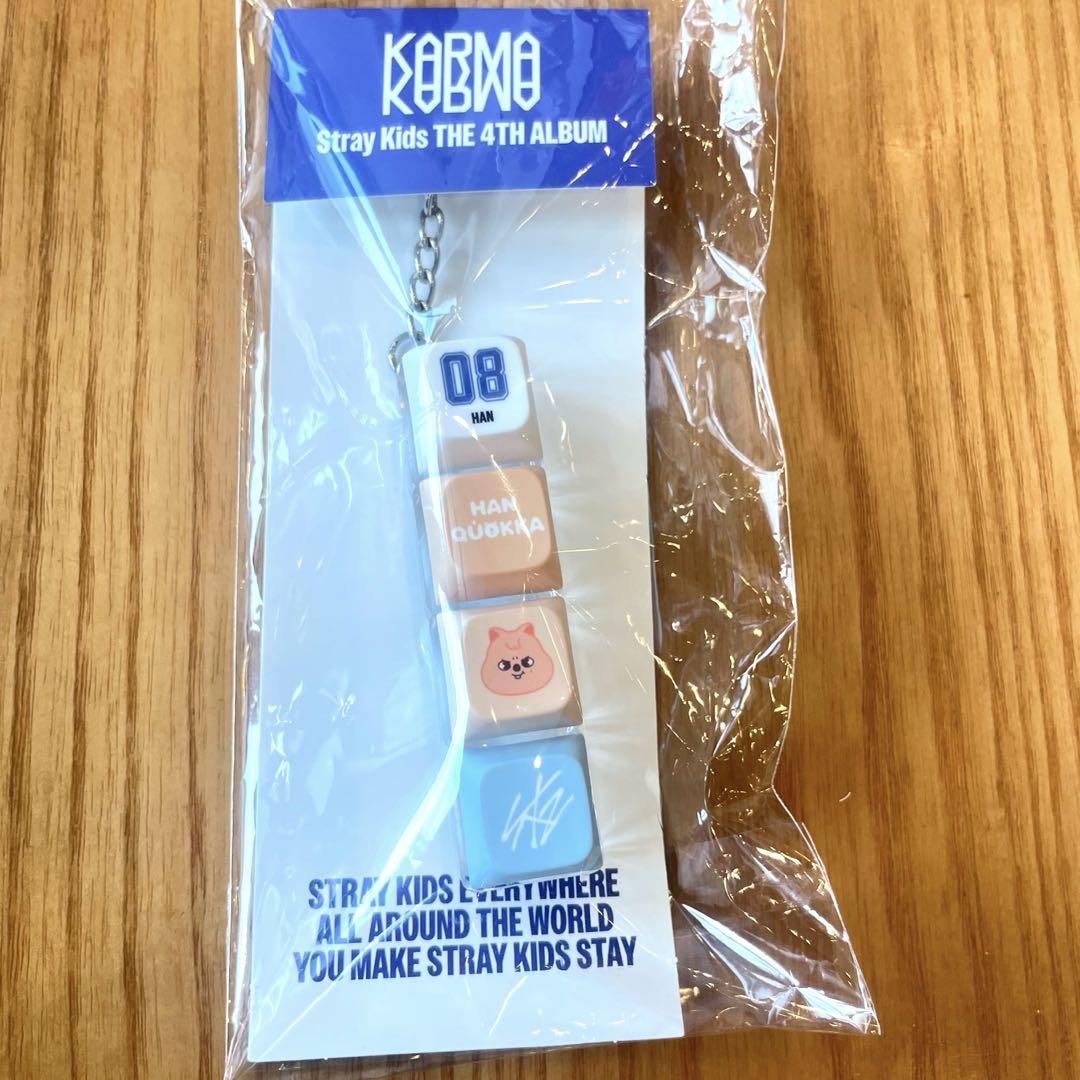 KARMA
Stray Kids THE 4TH ALBUM
08
HAN
HAN
QUOKKA
STRAY KIDS EVERYWHERE
ALL AROUND THE WORLD
YOU MAKE STRAY KIDS STAY